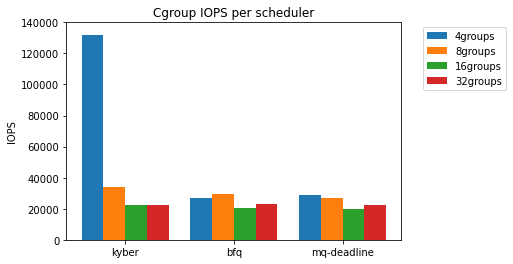 Cgroup IOPS per scheduler
140000
120000
100000
80000
60000
40000
20000
0
IOPS
kyber
bfq
mq-deadline
4groups
8groups
16groups
32groups